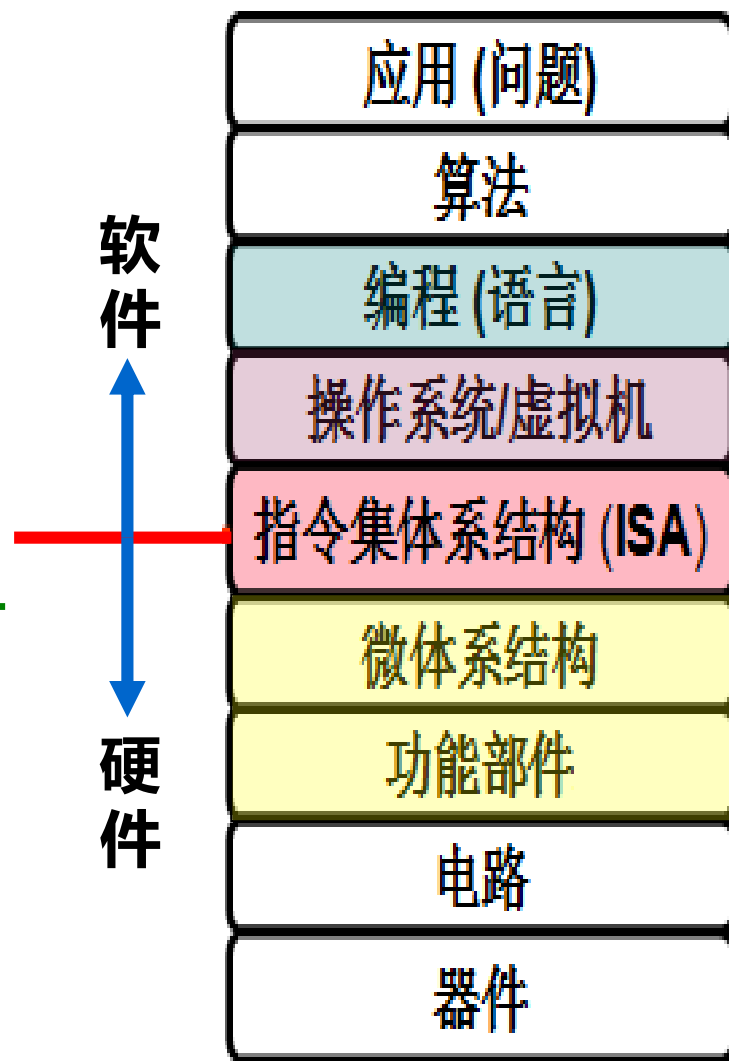 应用 (问题)
算法
编程 (语言)
操作系统/虚拟机
指令集体系结构 (ISA)
微体系结构
功能部件
电路
器件
软件
硬件